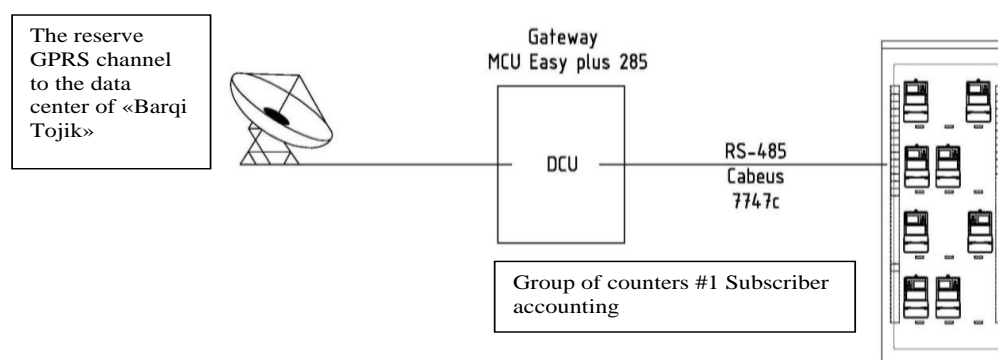 The reserve
GPRS channel
to the data
center of «Barqi
Tojik»
Gateway
MCU Easy plus 285
DCU
RS-485
Cabeus
7747c
Group of counters #1 Subscriber
accounting